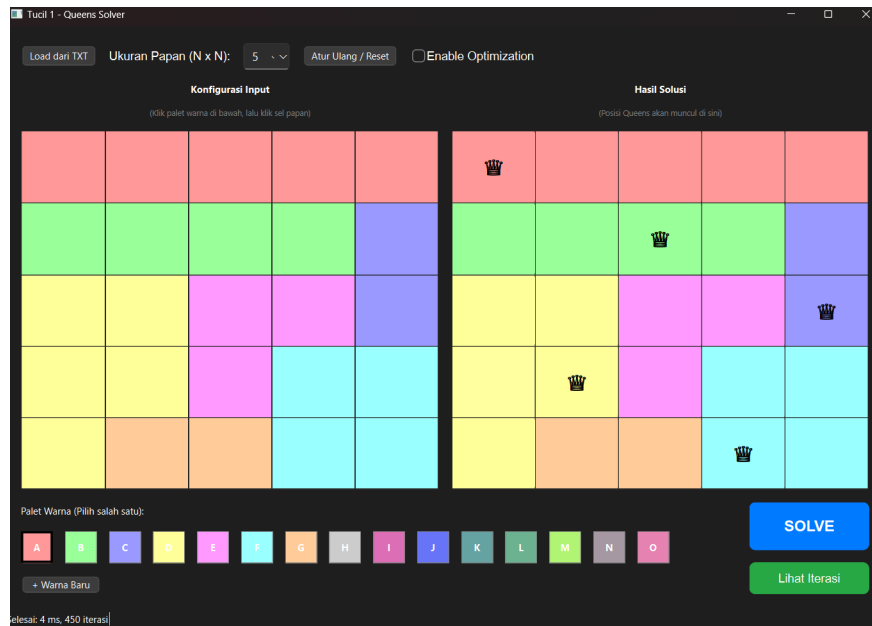 Tucil 1 - Queens Solver
Load dari TXT Ukuran Papan (N x N): 5 Atur Ulang / Reset Enable Optimization
Konfigurasi Input Hasil Solusi
(Klik palet warna di bawah, lalu klik sel papan) (Posisi Queens akan muncul di sini)
Palet Warna (Pilih salah satu):
A B C D E F G H I J K L M N O
SOLVE
+ Warna Baru Lihat Iterasi
Selesai: 4 ms, 450 iterasi